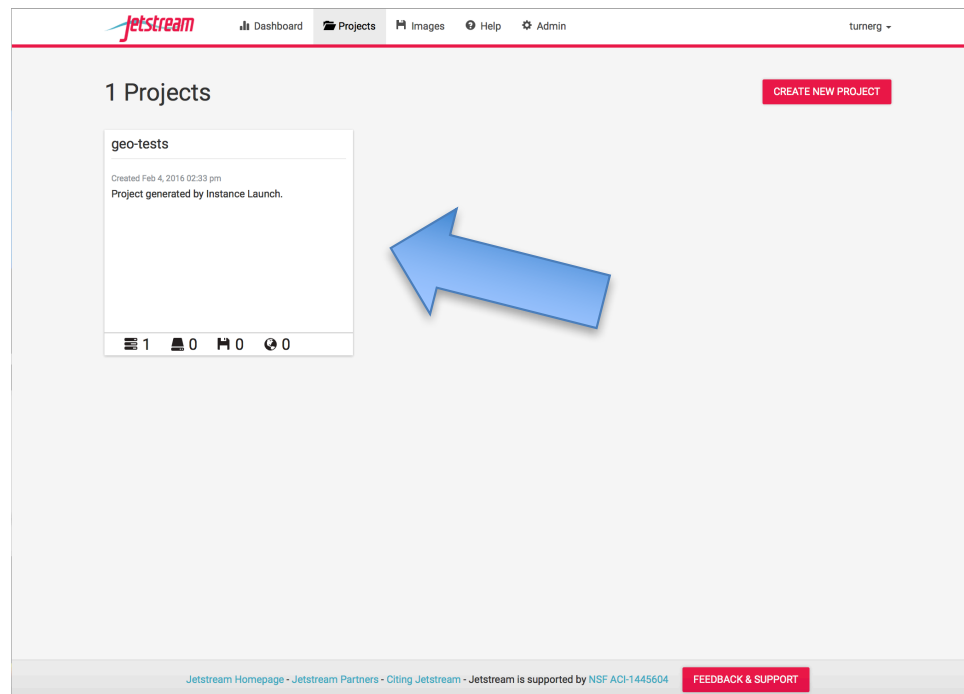 Jetstream Dashboard Projects Images Help Admin turnerg
1 Projects
CREATE NEW PROJECT
geo-tests
Created Feb 4, 2016 02:33 pm
Project generated by Instance Launch.
1 0 0 0
Jetstream Homepage - Jetstream Partners - Citing Jetstream - Jetstream is supported by NSF ACI-1445604 FEEDBACK & SUPPORT